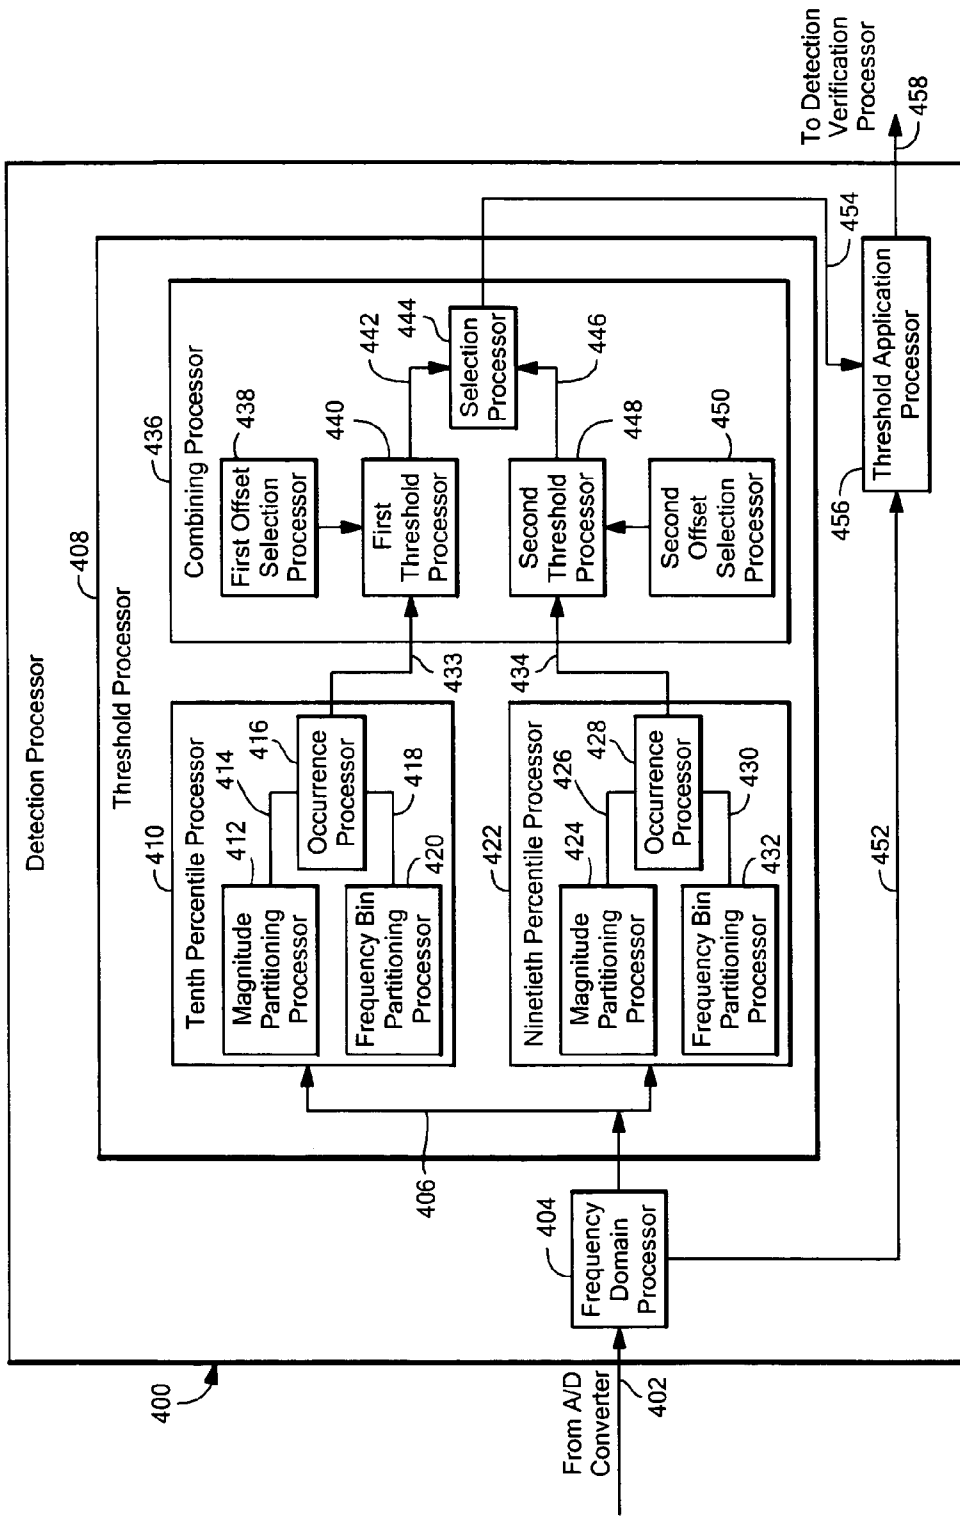 Detection Processor
400
408
Threshold Processor
From A/D
Converter
402
404
Frequency
Domain
Processor
406
410
Tenth Percentile Processor
412
Magnitude
Partitioning
Processor
414
416
Occurrence
Processor
418
420
Frequency Bin
Partitioning
Processor
422
Ninetieth Percentile Processor
424
Magnitude
Partitioning
Processor
426
428
Occurrence
Processor
430
432
Frequency Bin
Partitioning
Processor
433
434
436
Combining Processor
438
First Offset
Selection
Processor
440
First
Threshold
Processor
442
444
Selection
Processor
446
448
Second
Threshold
Processor
450
Second
Offset
Selection
Processor
452
454
456
Threshold Application
Processor
458
To Detection
Verification
Processor